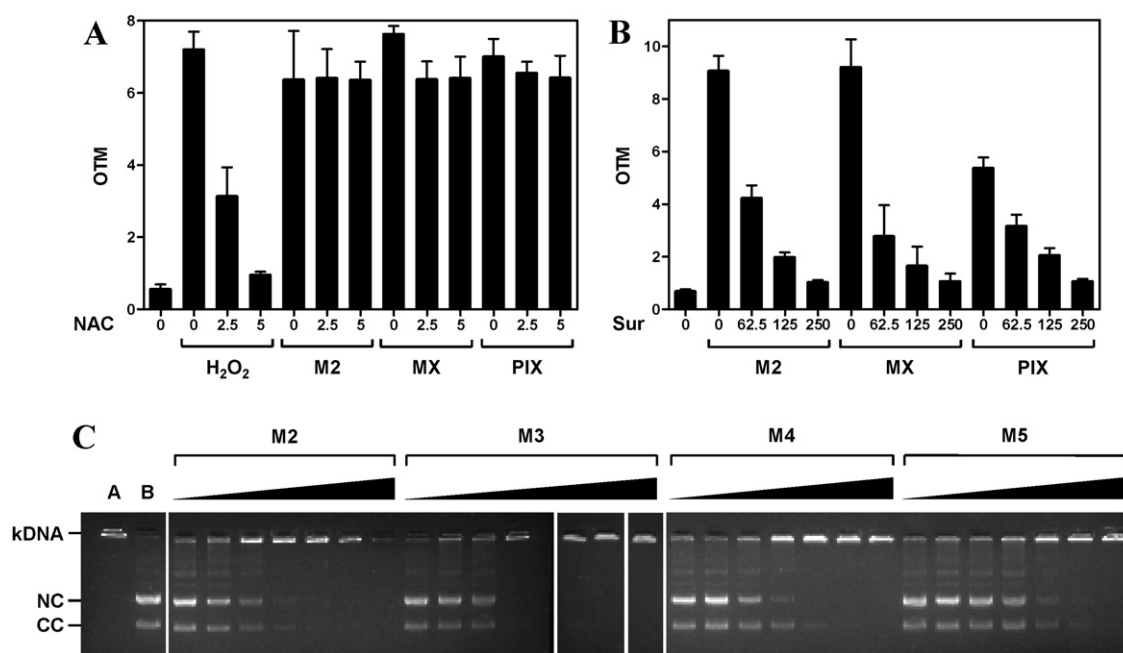 A
B
8
6
4
2
0
OTM
10
8
6
4
2
0
OTM
NAC 0 0 2.5 5 0 2.5 5 0 2.5 5 0 2.5 5
H₂O₂ M2 MX PIX
Sur 0 0 62.5 125 250 0 62.5 125 250 0 62.5 125 250
M2 MX PIX
C
M2 M3 M4 M5
A B
kDNA
NC
CC